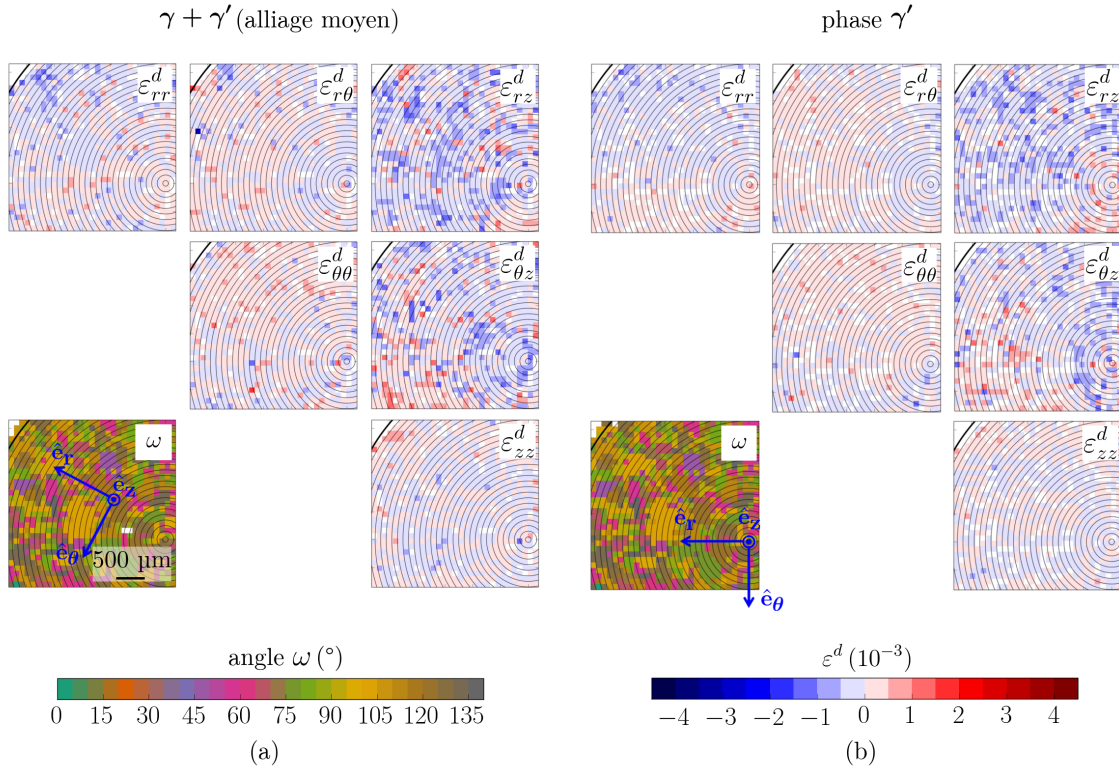 γ + γ′ (alliage moyen)
phase γ′
ε^d_rr
ε^d_rθ
ε^d_rz
ε^d_rr
ε^d_rθ
ε^d_rz
ε^d_θθ
ε^d_θz
ε^d_θθ
ε^d_θz
ω
ê_r
ê_z
ê_θ
500 µm
ε^d_zz
ω
ê_r
ê_z
ê_θ
ε^d_zz
angle ω (°)
0 15 30 45 60 75 90 105 120 135
(a)
ε^d (10^−3)
−4 −3 −2 −1 0 1 2 3 4
(b)